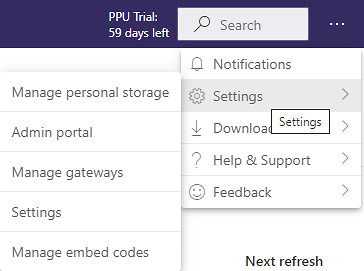 PPU Trial:
59 days left
Search
Notifications
Settings
Settings
Downloa
Help & Support
Feedback
Manage personal storage
Admin portal
Manage gateways
Settings
Manage embed codes
Next refresh